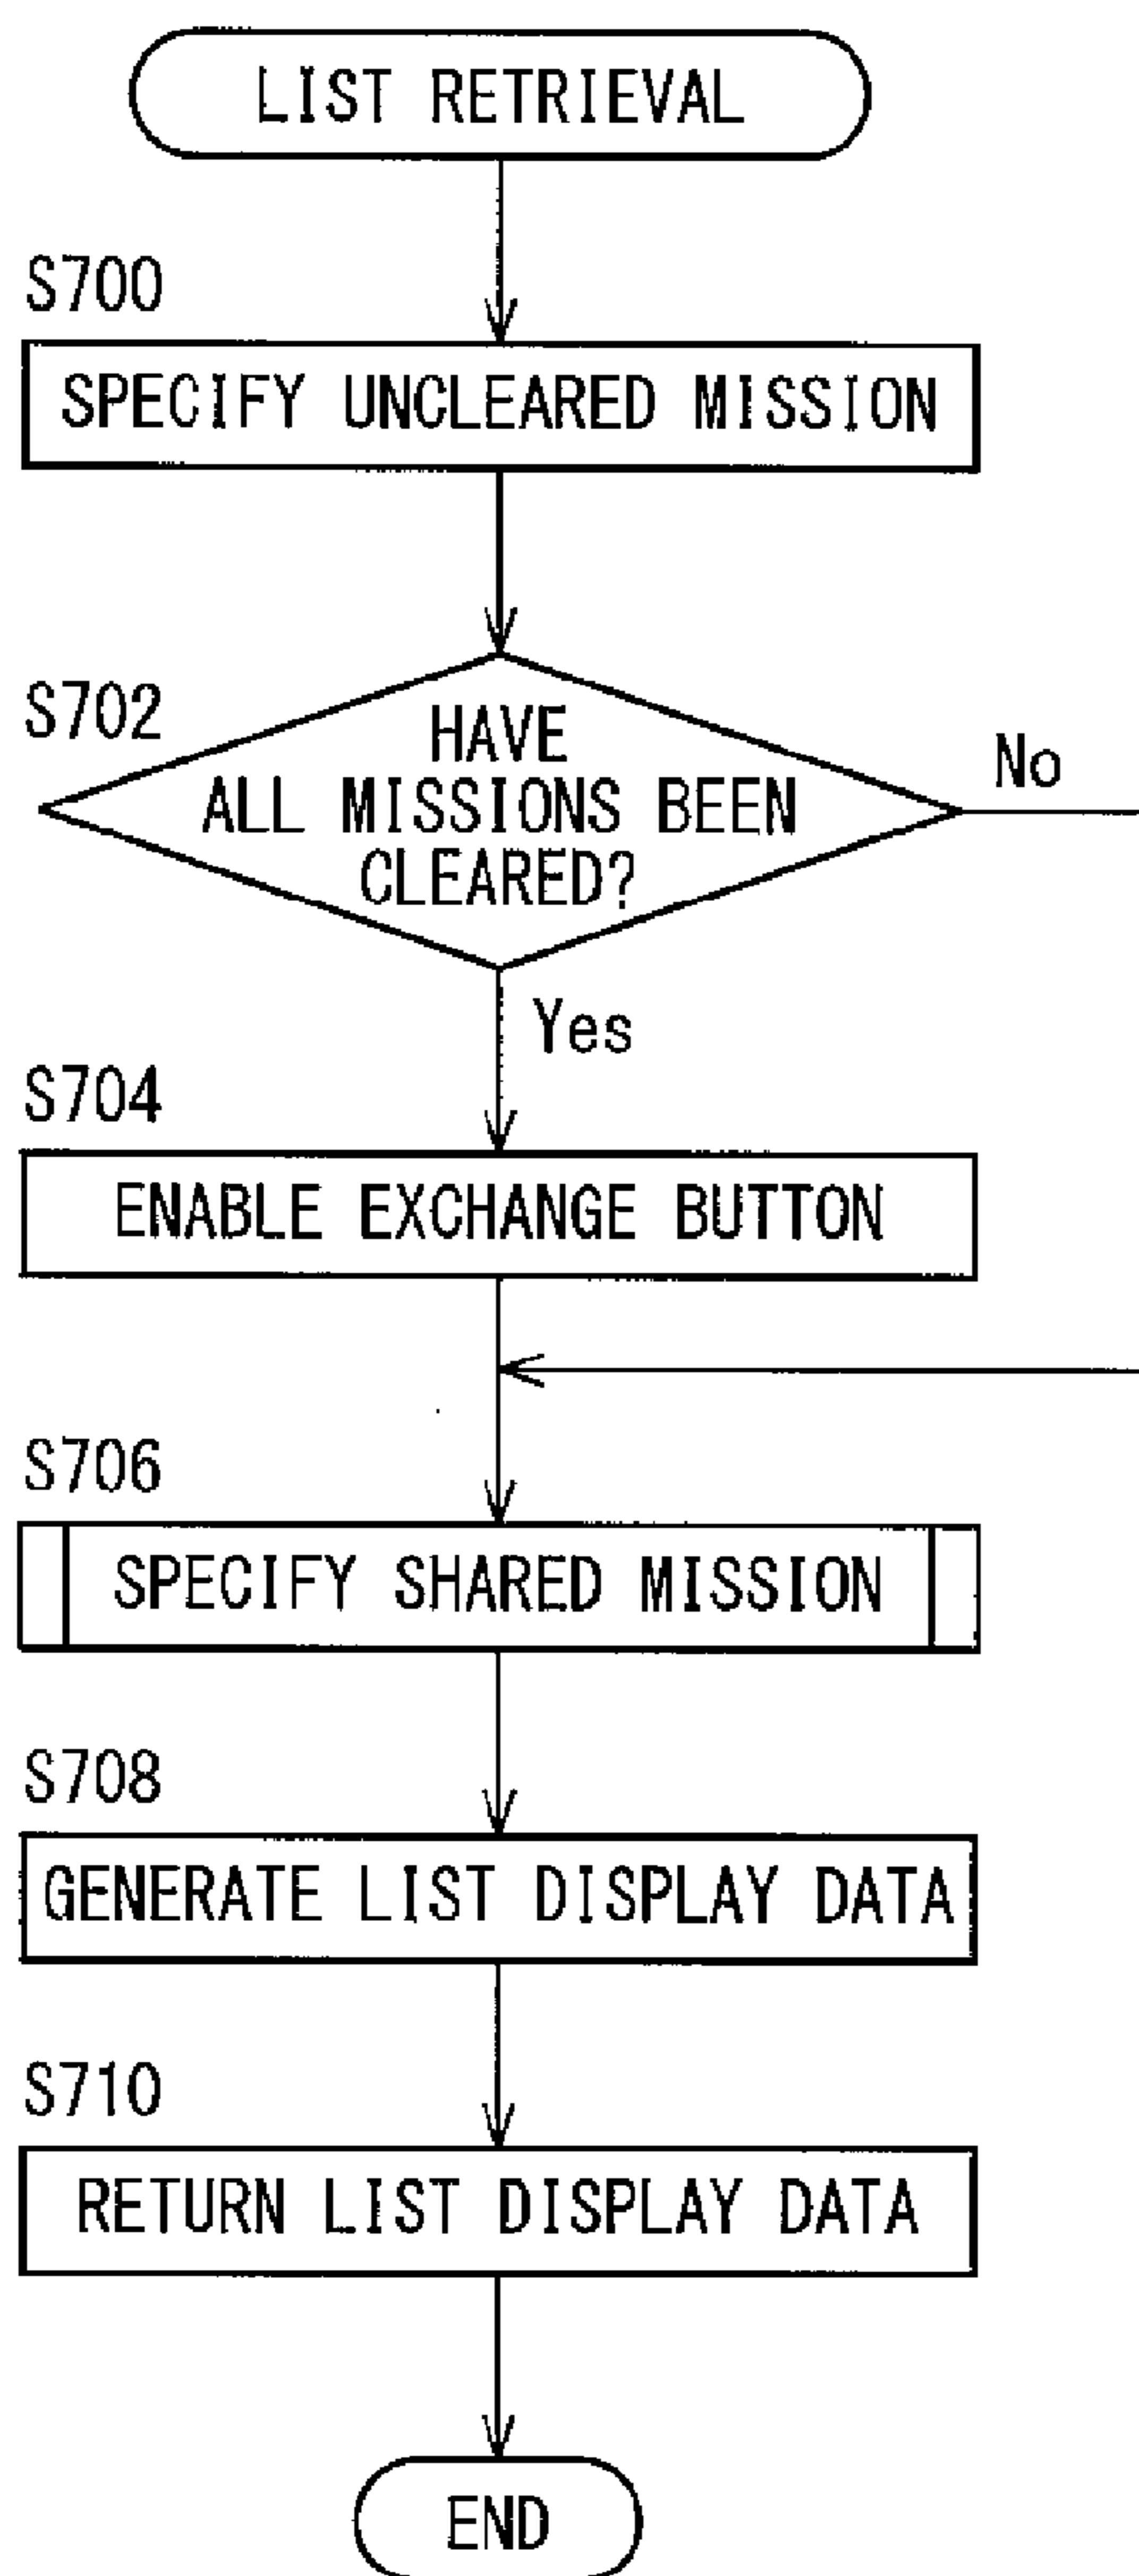 LIST RETRIEVAL
S700
SPECIFY UNCLEARED MISSION
S702
HAVE
ALL MISSIONS BEEN
CLEARED?
No
Yes
S704
ENABLE EXCHANGE BUTTON
S706
SPECIFY SHARED MISSION
S708
GENERATE LIST DISPLAY DATA
S710
RETURN LIST DISPLAY DATA
END